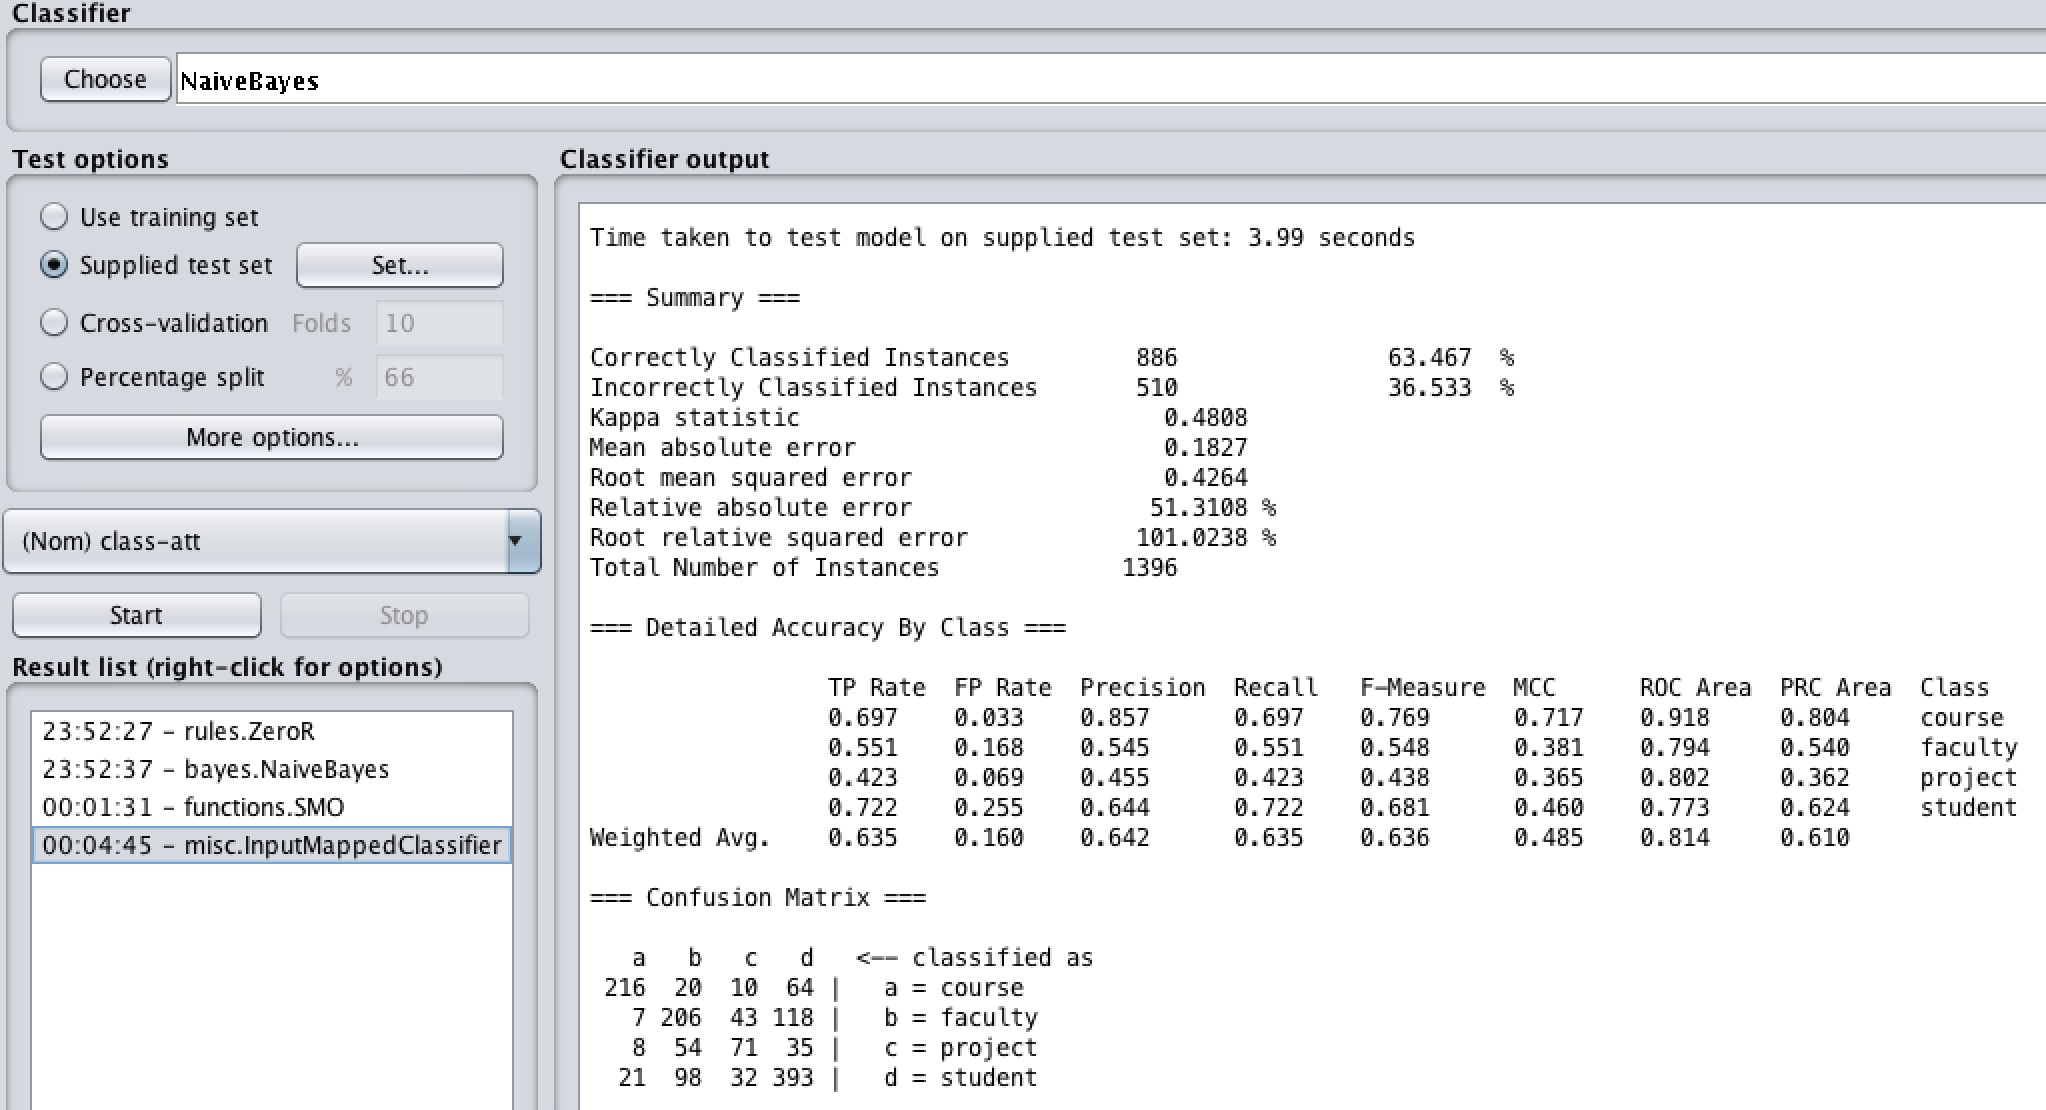 Classifier
Choose NaiveBayes
Test options
Use training set
Supplied test set Set...
Cross-validation Folds 10
Percentage split % 66
More options...
(Nom) class-att
Start Stop
Result list (right-click for options)
23:52:27 - rules.ZeroR
23:52:37 - bayes.NaiveBayes
00:01:31 - functions.SMO
00:04:45 - misc.InputMappedClassifier
Classifier output
Time taken to test model on supplied test set: 3.99 seconds
=== Summary ===
Correctly Classified Instances 886 63.467 %
Incorrectly Classified Instances 510 36.533 %
Kappa statistic 0.4808
Mean absolute error 0.1827
Root mean squared error 0.4264
Relative absolute error 51.3108 %
Root relative squared error 101.0238 %
Total Number of Instances 1396
=== Detailed Accuracy By Class ===
TP Rate FP Rate Precision Recall F-Measure MCC ROC Area PRC Area Class
0.697 0.033 0.857 0.697 0.769 0.717 0.918 0.804 course
0.551 0.168 0.545 0.551 0.548 0.381 0.794 0.540 faculty
0.423 0.069 0.455 0.423 0.438 0.365 0.802 0.362 project
0.722 0.255 0.644 0.722 0.681 0.460 0.773 0.624 student
Weighted Avg. 0.635 0.160 0.642 0.635 0.636 0.485 0.814 0.610
=== Confusion Matrix ===
a b c d <-- classified as
216 20 10 64 | a = course
7 206 43 118 | b = faculty
8 54 71 35 | c = project
21 98 32 393 | d = student